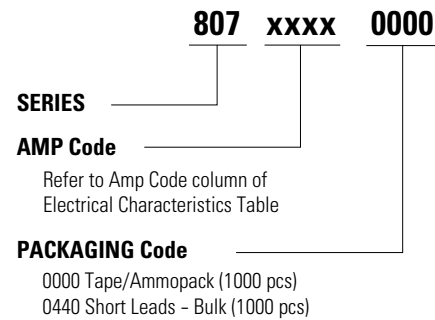 807 xxxx 0000
SERIES
AMP Code
Refer to Amp Code column of
Electrical Characteristics Table
PACKAGING Code
0000 Tape/Ammopack (1000 pcs)
0440 Short Leads – Bulk (1000 pcs)